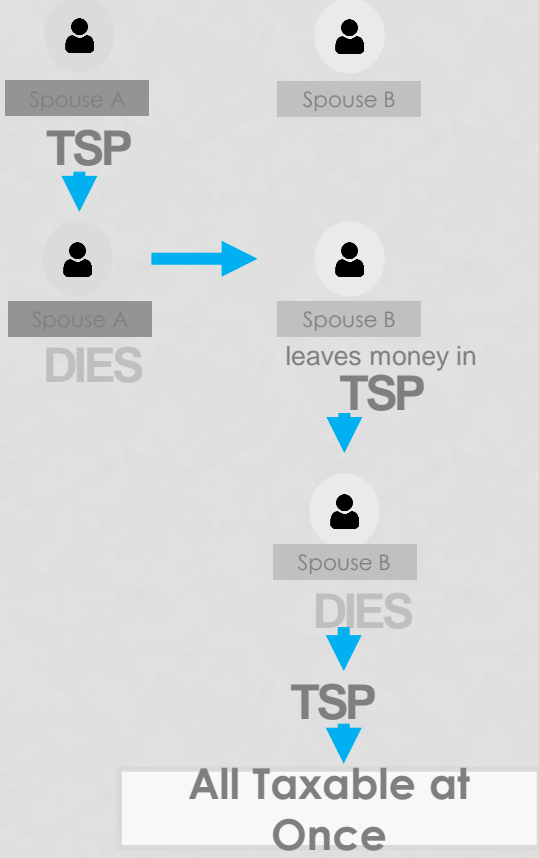 Spouse A
Spouse B
TSP
Spouse A
Spouse B
DIES
leaves money in
TSP
Spouse B
DIES
TSP
All Taxable at
Once